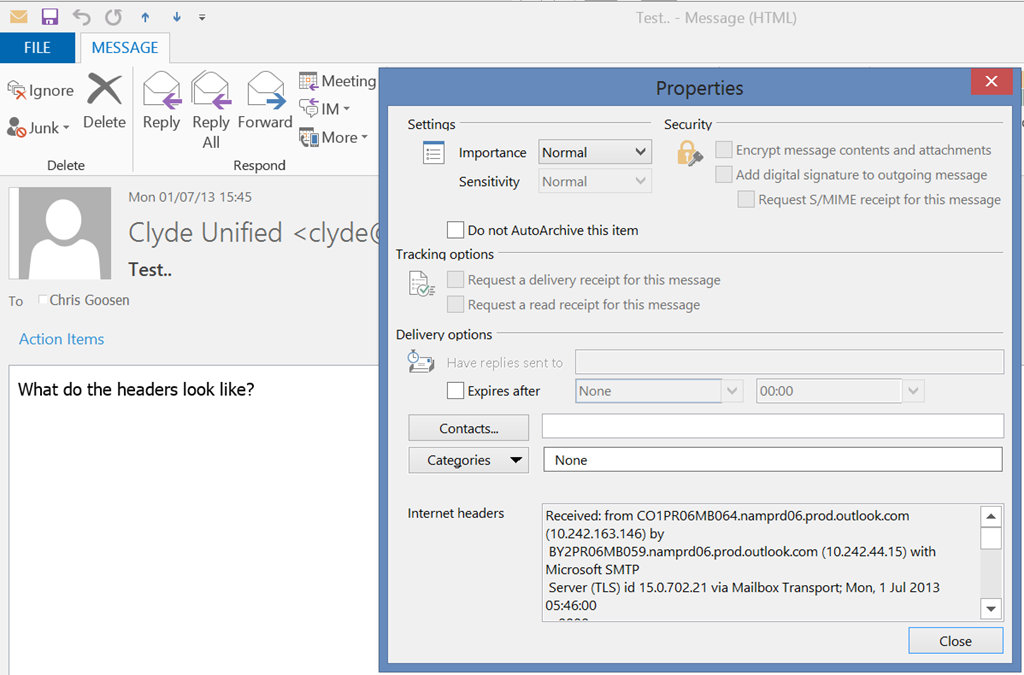 Test.. - Message (HTML)
FILE MESSAGE
Ignore
Junk
Delete
Reply
Reply All
Forward
Meeting
IM
More
Delete
Respond
Mon 01/07/13 15:45
Clyde Unified <clyde@
Test..
To Chris Goosen
Action Items
What do the headers look like?
Properties
Settings
Importance Normal
Sensitivity Normal
Do not AutoArchive this item
Security
Encrypt message contents and attachments
Add digital signature to outgoing message
Request S/MIME receipt for this message
Tracking options
Request a delivery receipt for this message
Request a read receipt for this message
Delivery options
Have replies sent to
Expires after None 00:00
Contacts...
Categories None
Internet headers
Received: from CO1PR06MB064.namprd06.prod.outlook.com
(10.242.163.146) by
BY2PR06MB059.namprd06.prod.outlook.com (10.242.44.15) with
Microsoft SMTP
Server (TLS) id 15.0.702.21 via Mailbox Transport; Mon, 1 Jul 2013
05:46:00
Close